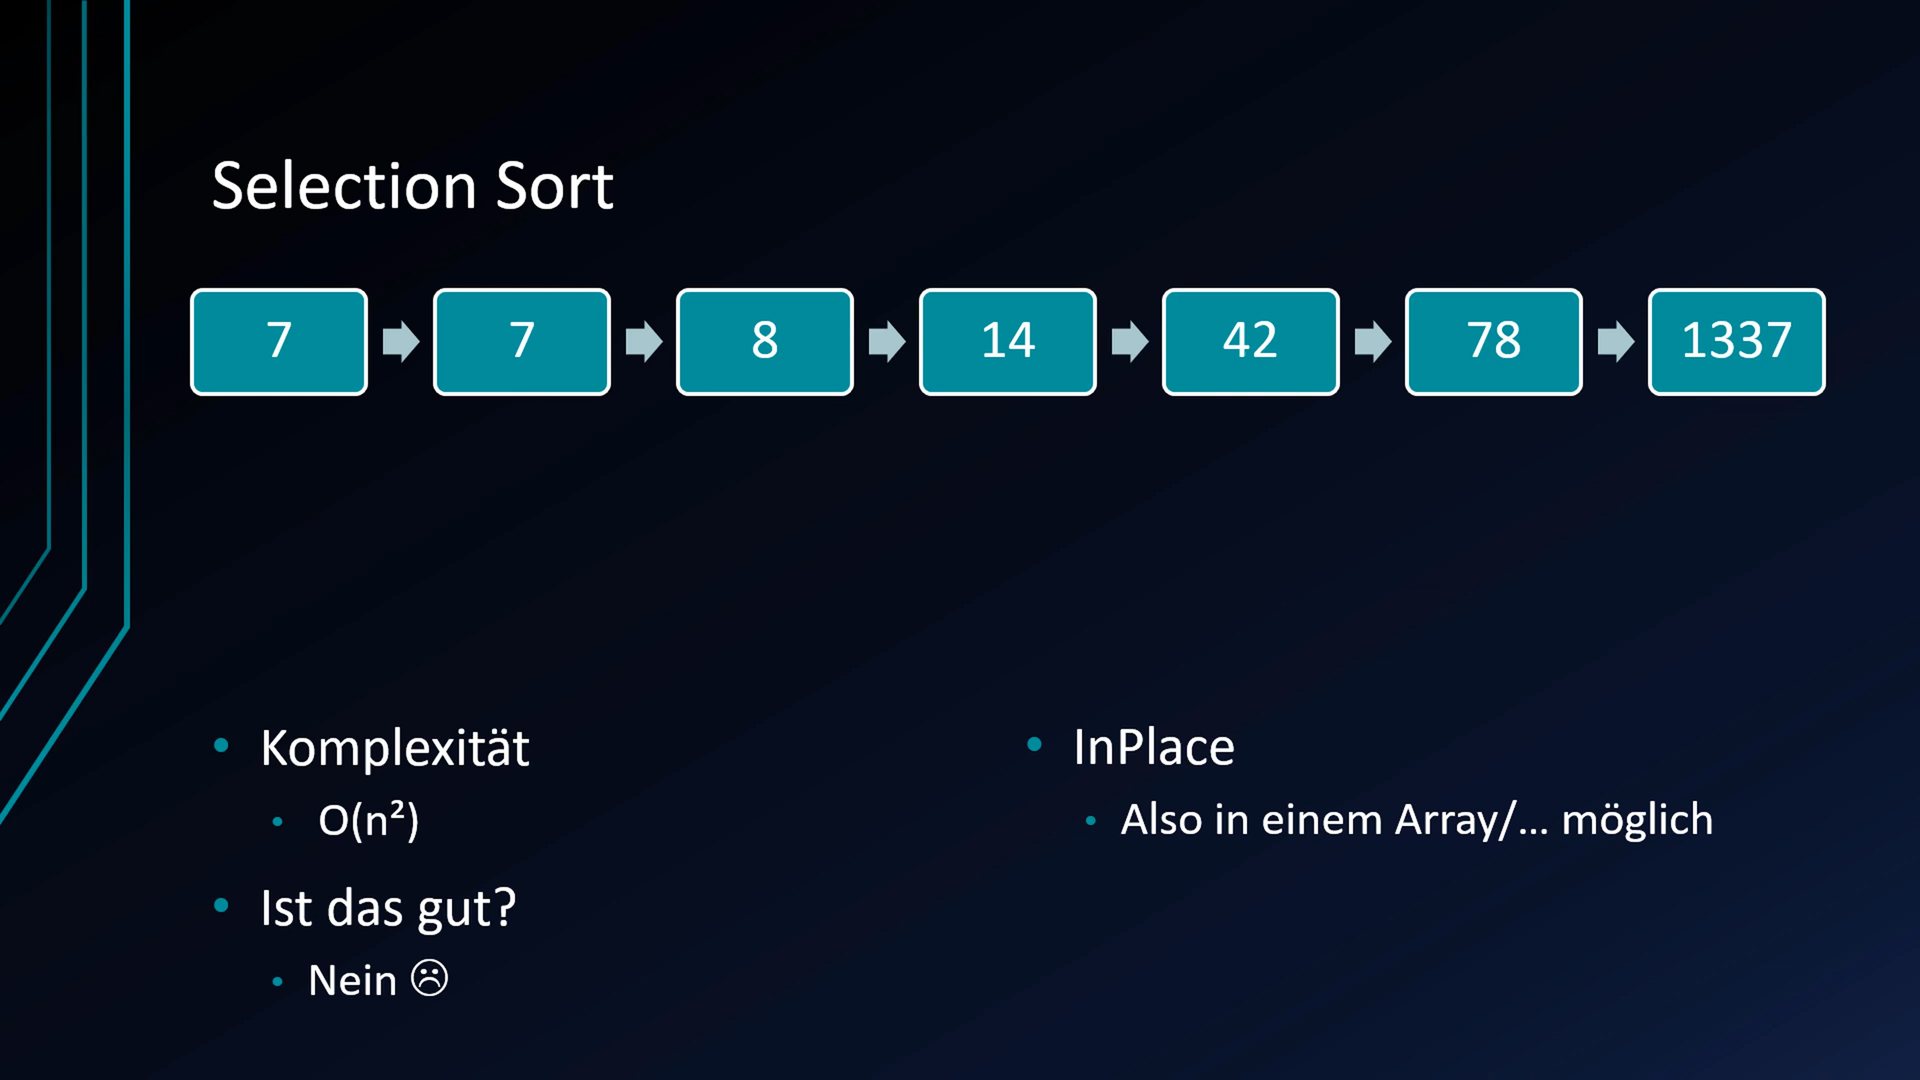 Selection Sort
7 7 8 14 42 78 1337
• Komplexität
• O(n²)
• Ist das gut?
• Nein ☹
• InPlace
• Also in einem Array/... möglich